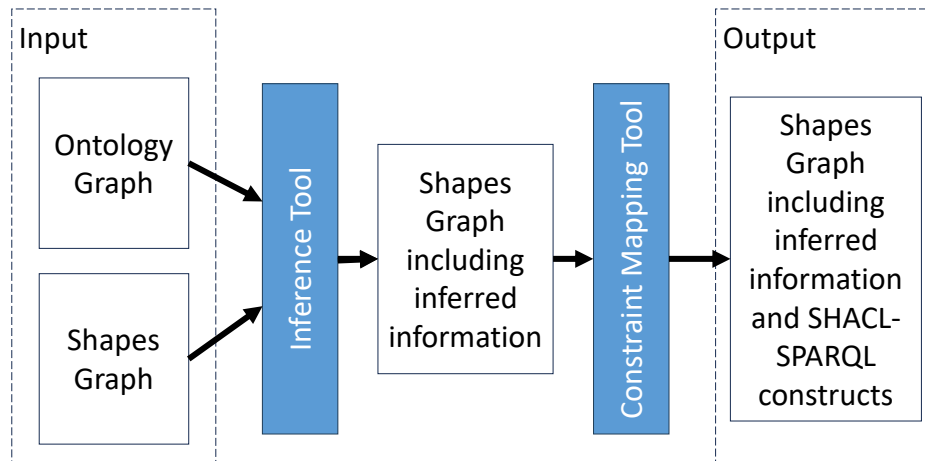 Input
Ontology
Graph
Shapes
Graph
Inference Tool
Shapes
Graph
including
inferred
information
Constraint Mapping Tool
Output
Shapes
Graph
including
inferred
information
and SHACL-
SPARQL
constructs